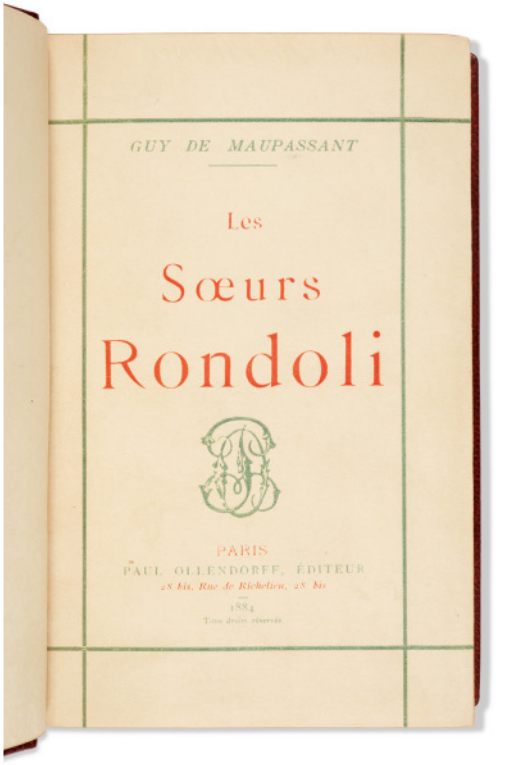 GUY DE MAUPASSANT
Les
Sœurs
Rondoli
PARIS
PAUL OLLENDORFF, ÉDITEUR
28 bis, Rue de Richelieu, 28 bis
1884
Tous droits réservés